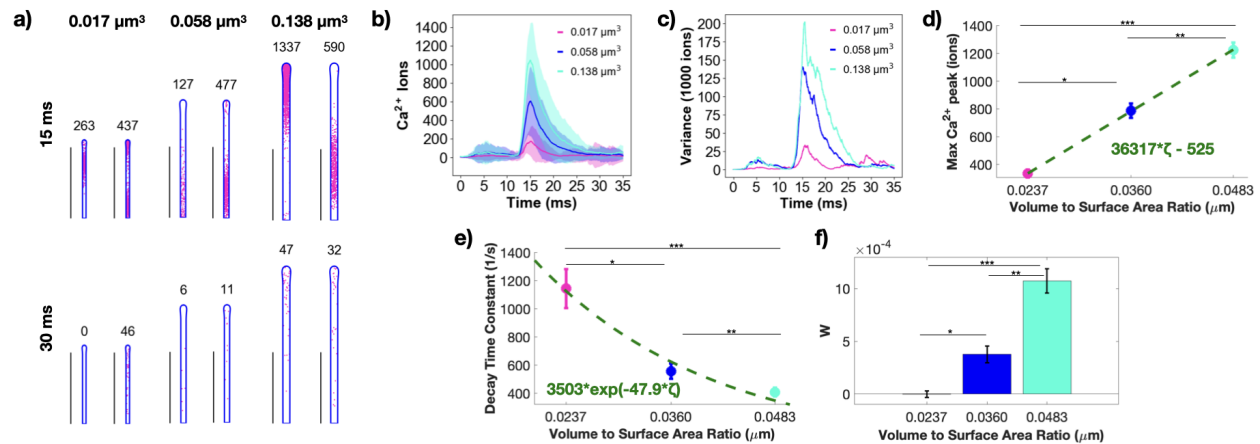 a)
0.017 µm³ 0.058 µm³ 0.138 µm³
15 ms
263 437 127 477 1337 590
30 ms
0 46 6 11 47 32
b)
Ca²⁺ Ions
1400
1200
1000
800
600
400
200
0
0 5 10 15 20 25 30 35
Time (ms)
0.017 µm³
0.058 µm³
0.138 µm³
c)
Variance (1000 ions)
200
175
150
125
100
75
50
25
0
0 5 10 15 20 25 30 35
Time (ms)
0.017 µm³
0.058 µm³
0.138 µm³
d)
Max Ca²⁺ peak (ions)
1400
1200
1000
800
600
400
***
**
*
36317*ζ - 525
0.0237 0.0360 0.0483
Volume to Surface Area Ratio (µm)
e)
Decay Time Constant (1/s)
1400
1200
1000
800
600
400
***
*
**
3503*exp(-47.9*ζ)
0.0237 0.0360 0.0483
Volume to Surface Area Ratio (µm)
f)
×10⁻⁴
W
10
5
0
***
**
*
0.0237 0.0360 0.0483
Volume to Surface Area Ratio (µm)